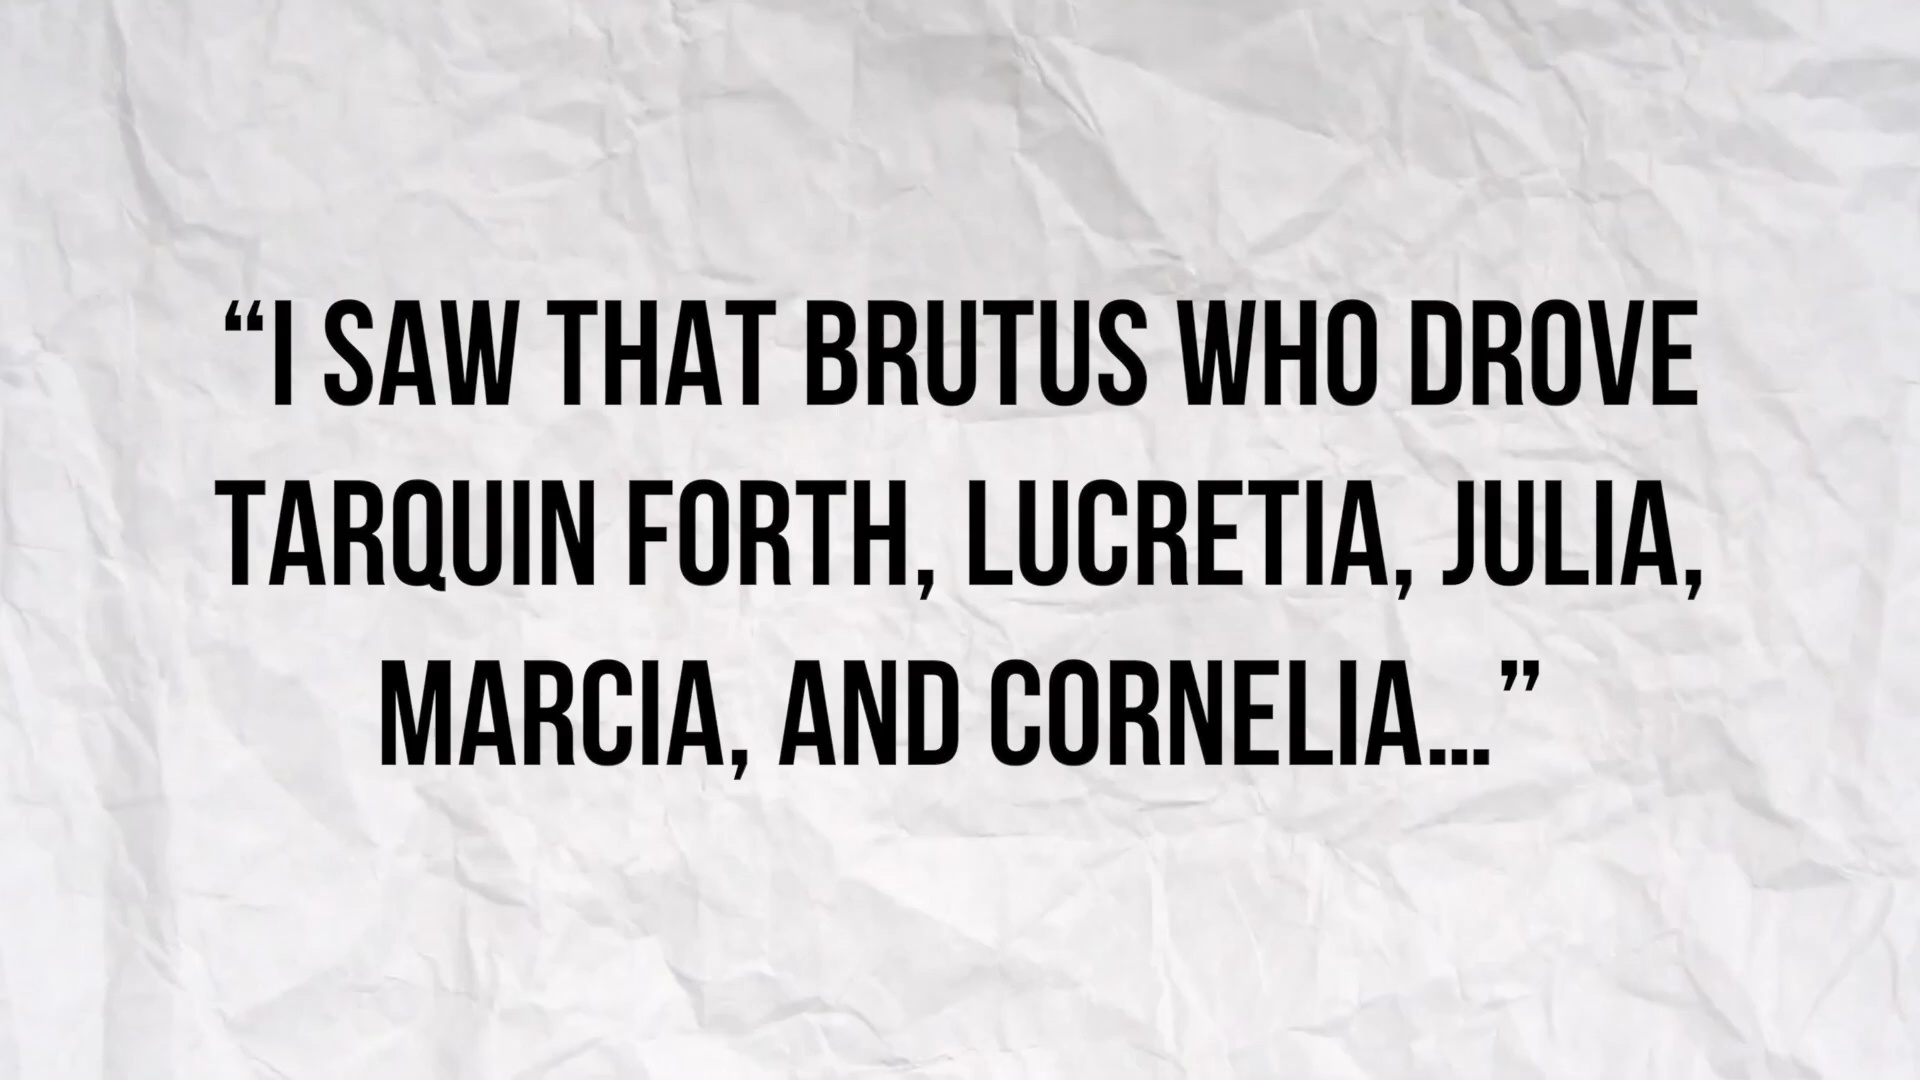 “I SAW THAT BRUTUS WHO DROVE
TARQUIN FORTH, LUCRETIA, JULIA,
MARCIA, AND CORNELIA...”